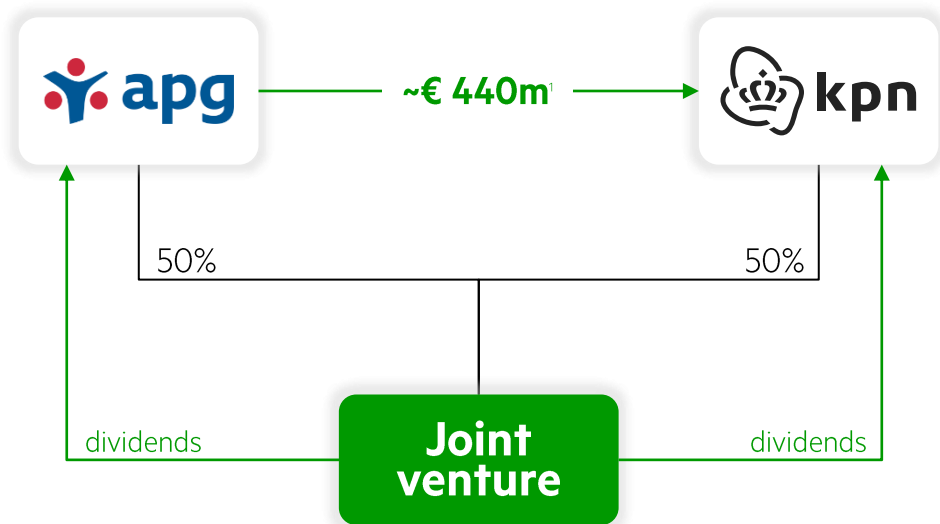 apg
~€ 440m¹
kpn
50%
50%
dividends
Joint
venture
dividends